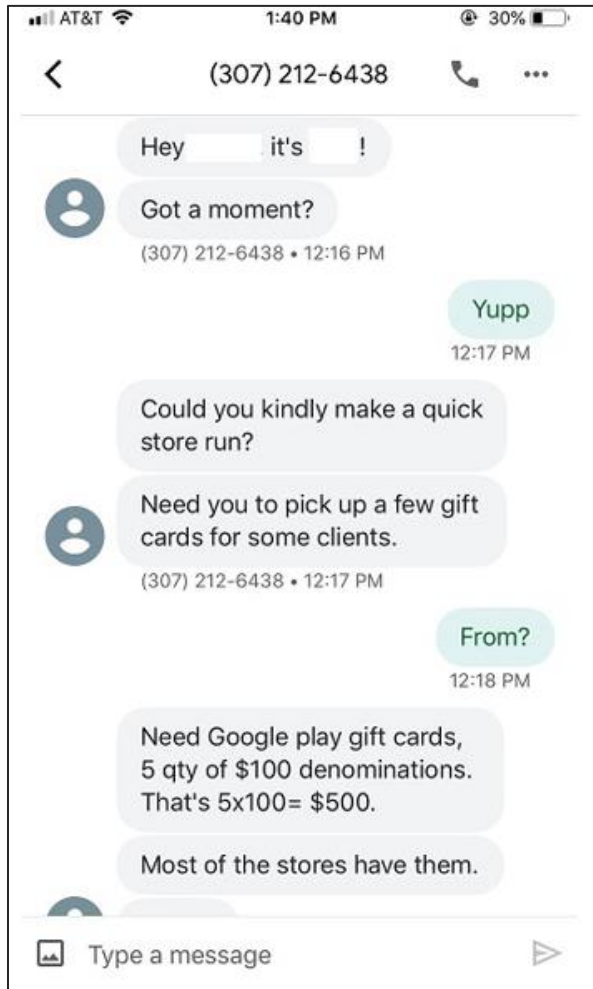 AT&T 1:40 PM 30%
(307) 212-6438
Hey it's !
Got a moment?
(307) 212-6438 • 12:16 PM
Yupp
12:17 PM
Could you kindly make a quick
store run?
Need you to pick up a few gift
cards for some clients.
(307) 212-6438 • 12:17 PM
From?
12:18 PM
Need Google play gift cards,
5 qty of $100 denominations.
That's 5x100= $500.
Most of the stores have them.
Type a message